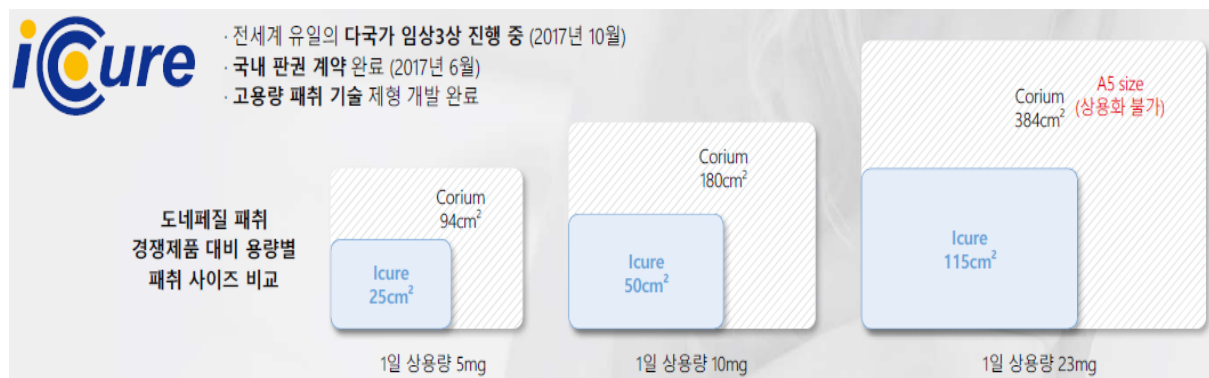 iCure
· 전세계 유일의 다국가 임상3상 진행 중 (2017년 10월)
· 국내 판권 계약 완료 (2017년 6월)
· 고용량 패취 기술 제형 개발 완료
도네페질 패취
경쟁제품 대비 용량별
패취 사이즈 비교
Corium
94cm²
Icure
25cm²
1일 상용량 5mg
Corium
180cm²
Icure
50cm²
1일 상용량 10mg
Corium
384cm²
A5 size
(상용화 불가)
Icure
115cm²
1일 상용량 23mg